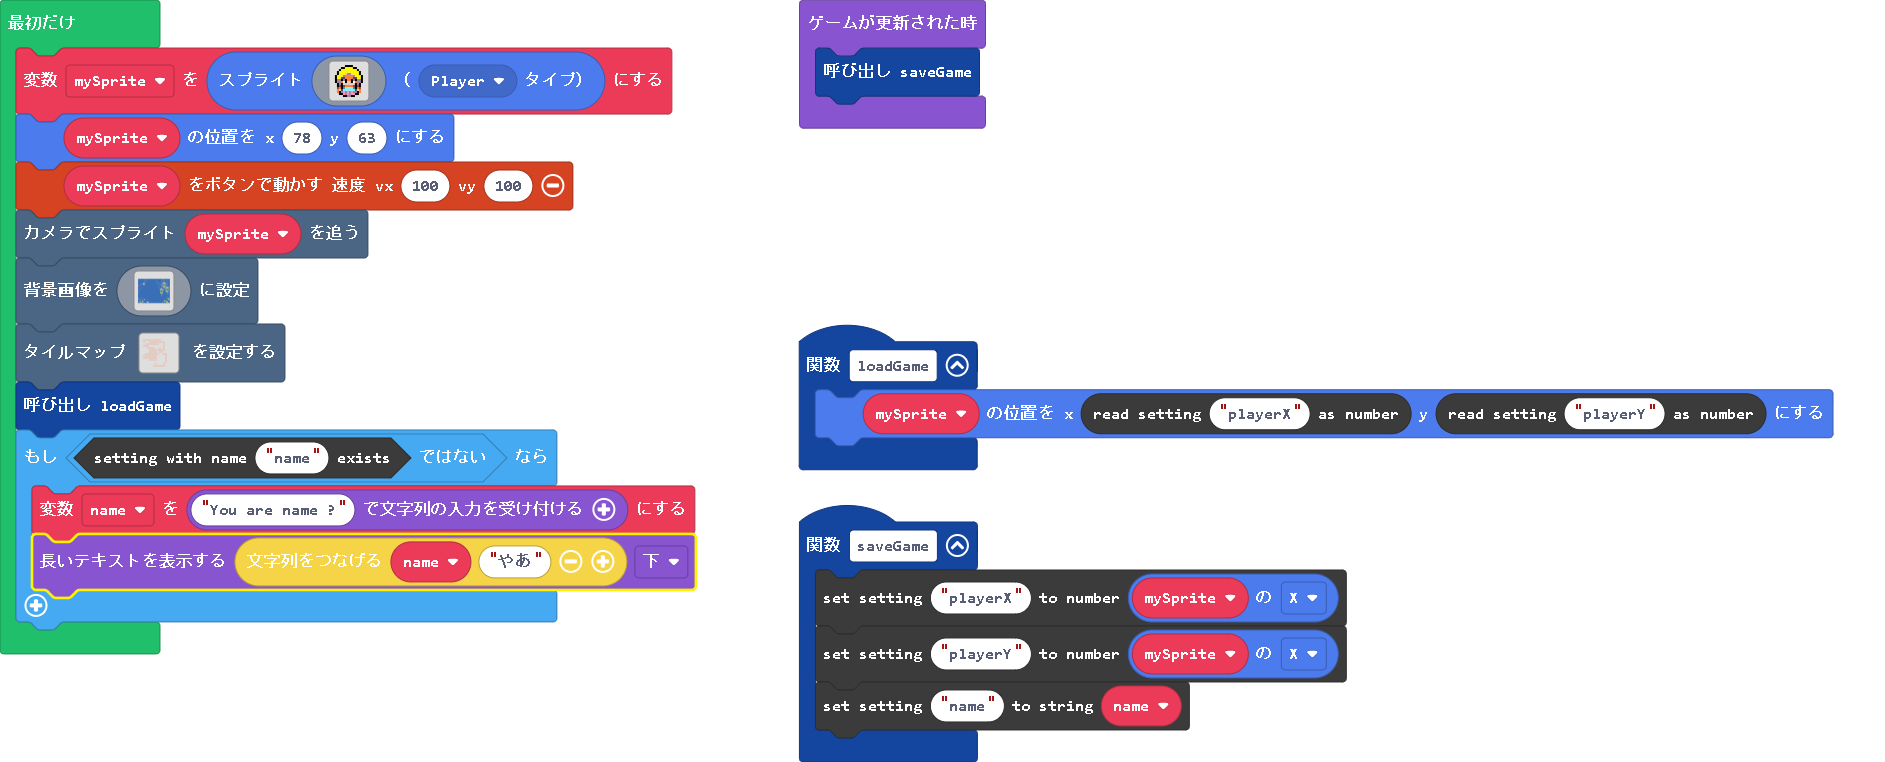 最初だけ
変数 mySprite を スプライト ( Player タイプ) にする
mySprite の位置を x 78 y 63 にする
mySprite をボタンで動かす 速度 vx 100 vy 100
カメラでスプライト mySprite を追う
背景画像を に設定
タイルマップ を設定する
呼び出し loadGame
もし setting with name "name" exists ではない なら
変数 name を "You are name ?" で文字列の入力を受け付ける にする
長いテキストを表示する 文字列をつなげる name "やあ" 下
ゲームが更新された時
呼び出し saveGame
関数 loadGame
mySprite の位置を x read setting "playerX" as number y read setting "playerY" as number にする
関数 saveGame
set setting "playerX" to number mySprite の X
set setting "playerY" to number mySprite の X
set setting "name" to string name